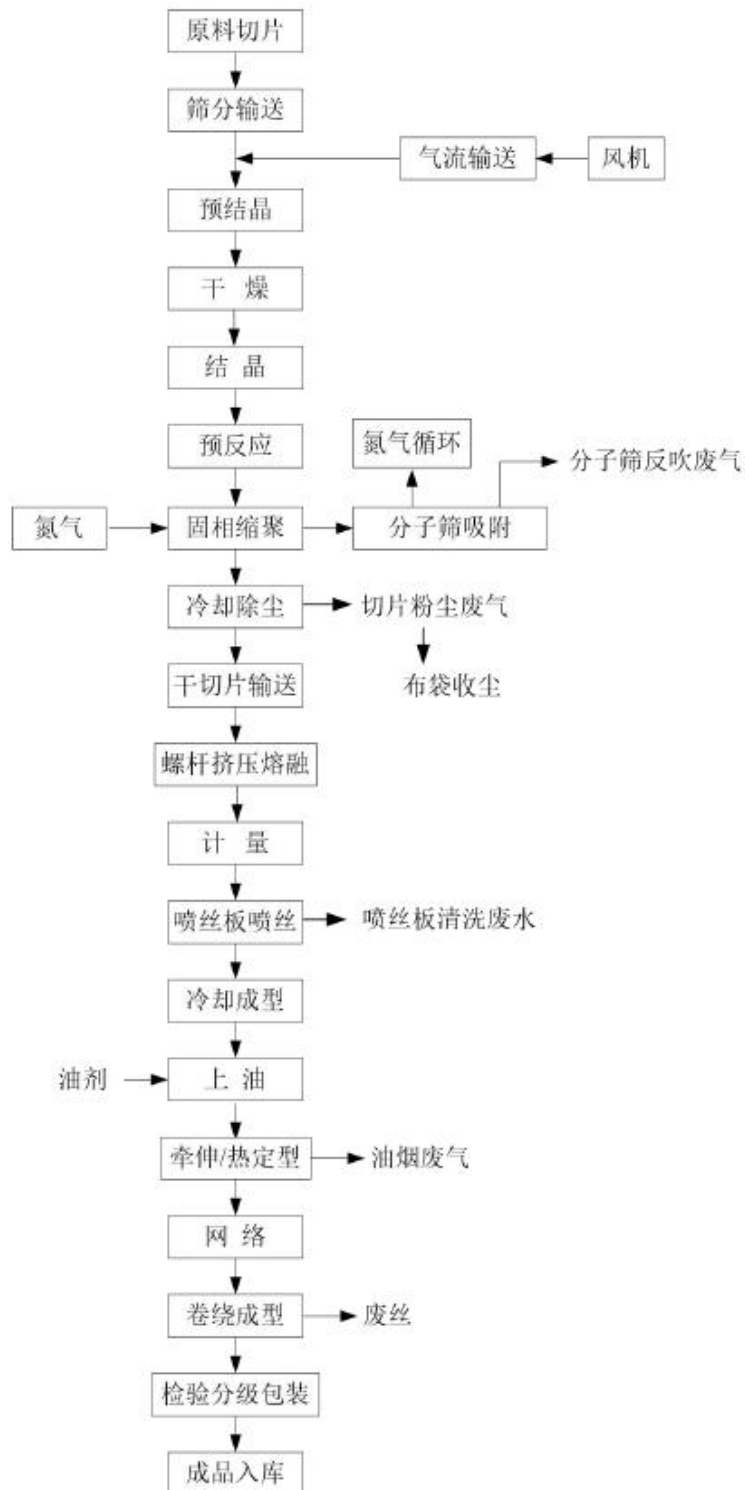 原料切片
筛分输送
气流输送
风机
预结晶
干 燥
结 晶
预反应
氮气循环
分子筛反吹废气
氮气
固相缩聚
分子筛吸附
冷却除尘
切片粉尘废气
干切片输送
布袋收尘
螺杆挤压熔融
计 量
喷丝板喷丝
喷丝板清洗废水
冷却成型
油剂
上 油
牵伸/热定型
油烟废气
网 络
卷绕成型
废丝
检验分级包装
成品入库